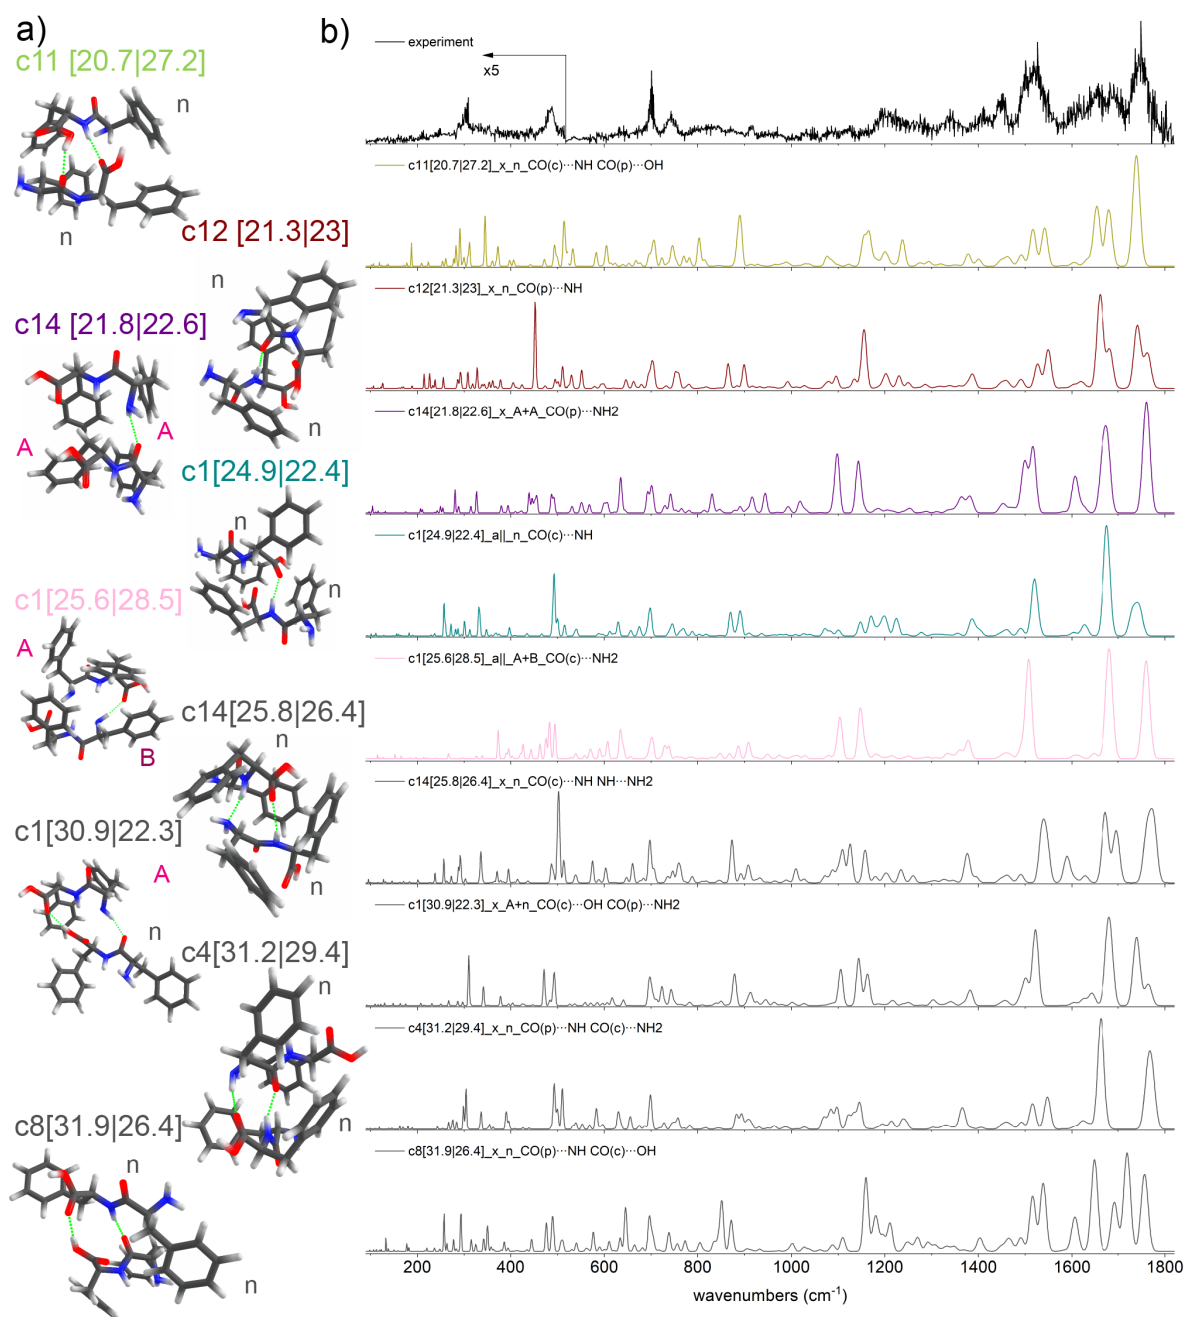 a)
c11 [20.7|27.2]
n
n
c12 [21.3|23]
n
n
c14 [21.8|22.6]
A
A
c1[24.9|22.4]
n
n
c1[25.6|28.5]
A
B
c14[25.8|26.4]
n
n
c1[30.9|22.3]
A
n
c4[31.2|29.4]
n
n
c8[31.9|26.4]
n
n
b)
experiment
x5
c11[20.7|27.2]_x_n_CO(c)···NH CO(p)···OH
c12[21.3|23]_x_n_CO(p)···NH
c14[21.8|22.6]_x_A+A_CO(p)···NH2
c1[24.9|22.4]_a||_n_CO(c)···NH
c1[25.6|28.5]_a||_A+B_CO(c)···NH2
c14[25.8|26.4]_x_n_CO(c)···NH NH···NH2
c1[30.9|22.3]_x_A+n_CO(c)···OH CO(p)···NH2
c4[31.2|29.4]_x_n_CO(p)···NH CO(c)···NH2
c8[31.9|26.4]_x_n_CO(p)···NH CO(c)···OH
200 400 600 800 1000 1200 1400 1600 1800
wavenumbers (cm⁻¹)